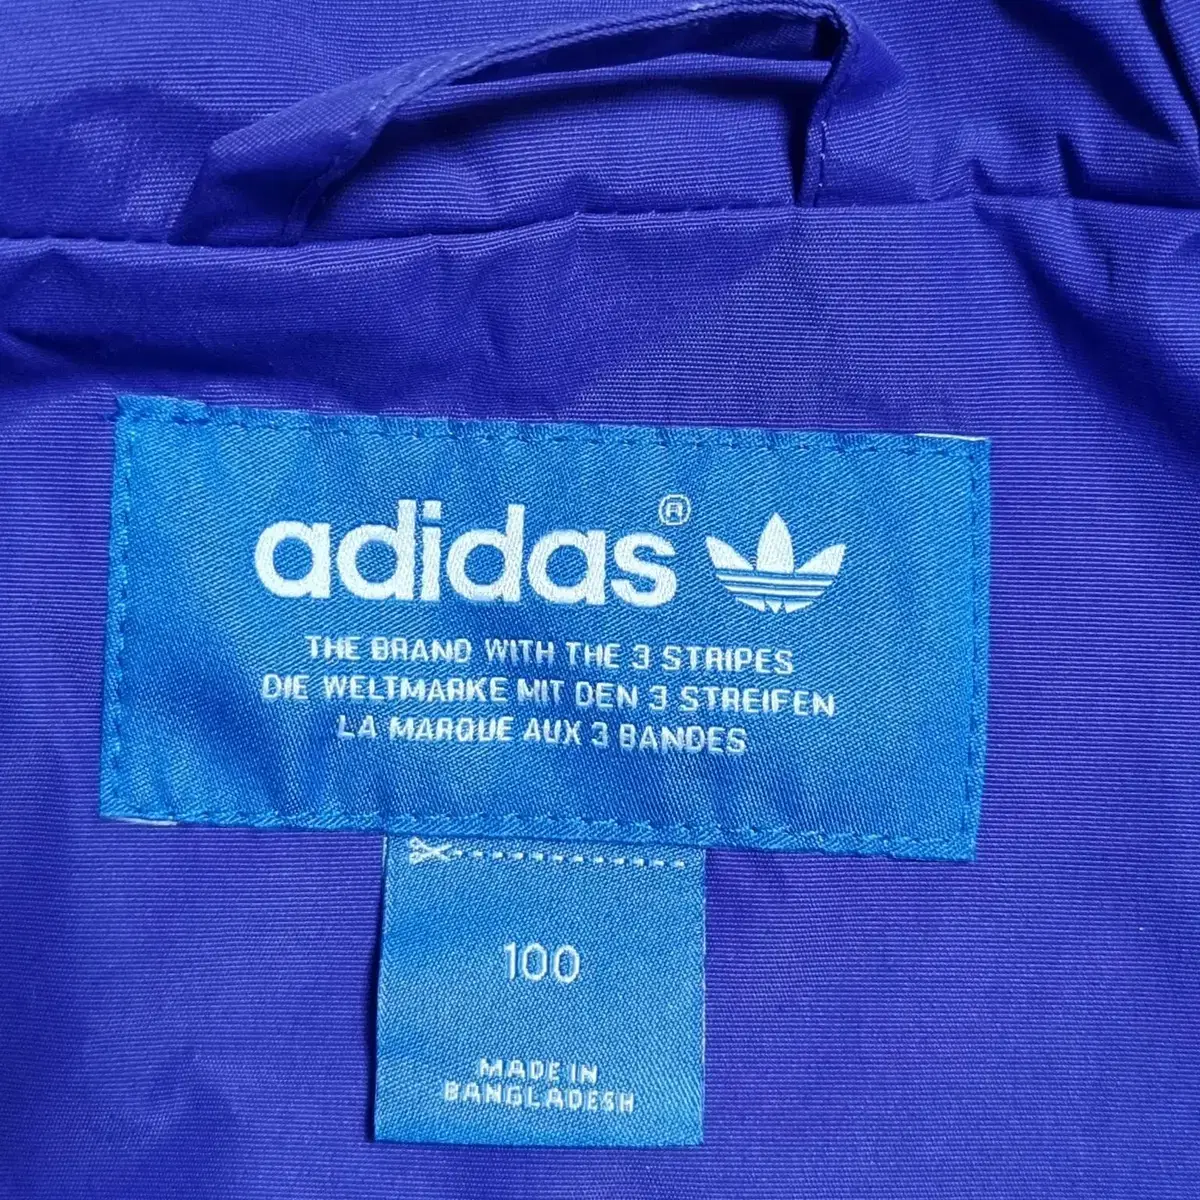 adidas®
THE BRAND WITH THE 3 STRIPES
DIE WELTMARKE MIT DEN 3 STREIFEN
LA MARQUE AUX 3 BANDES
100
MADE IN
BANGLADESH